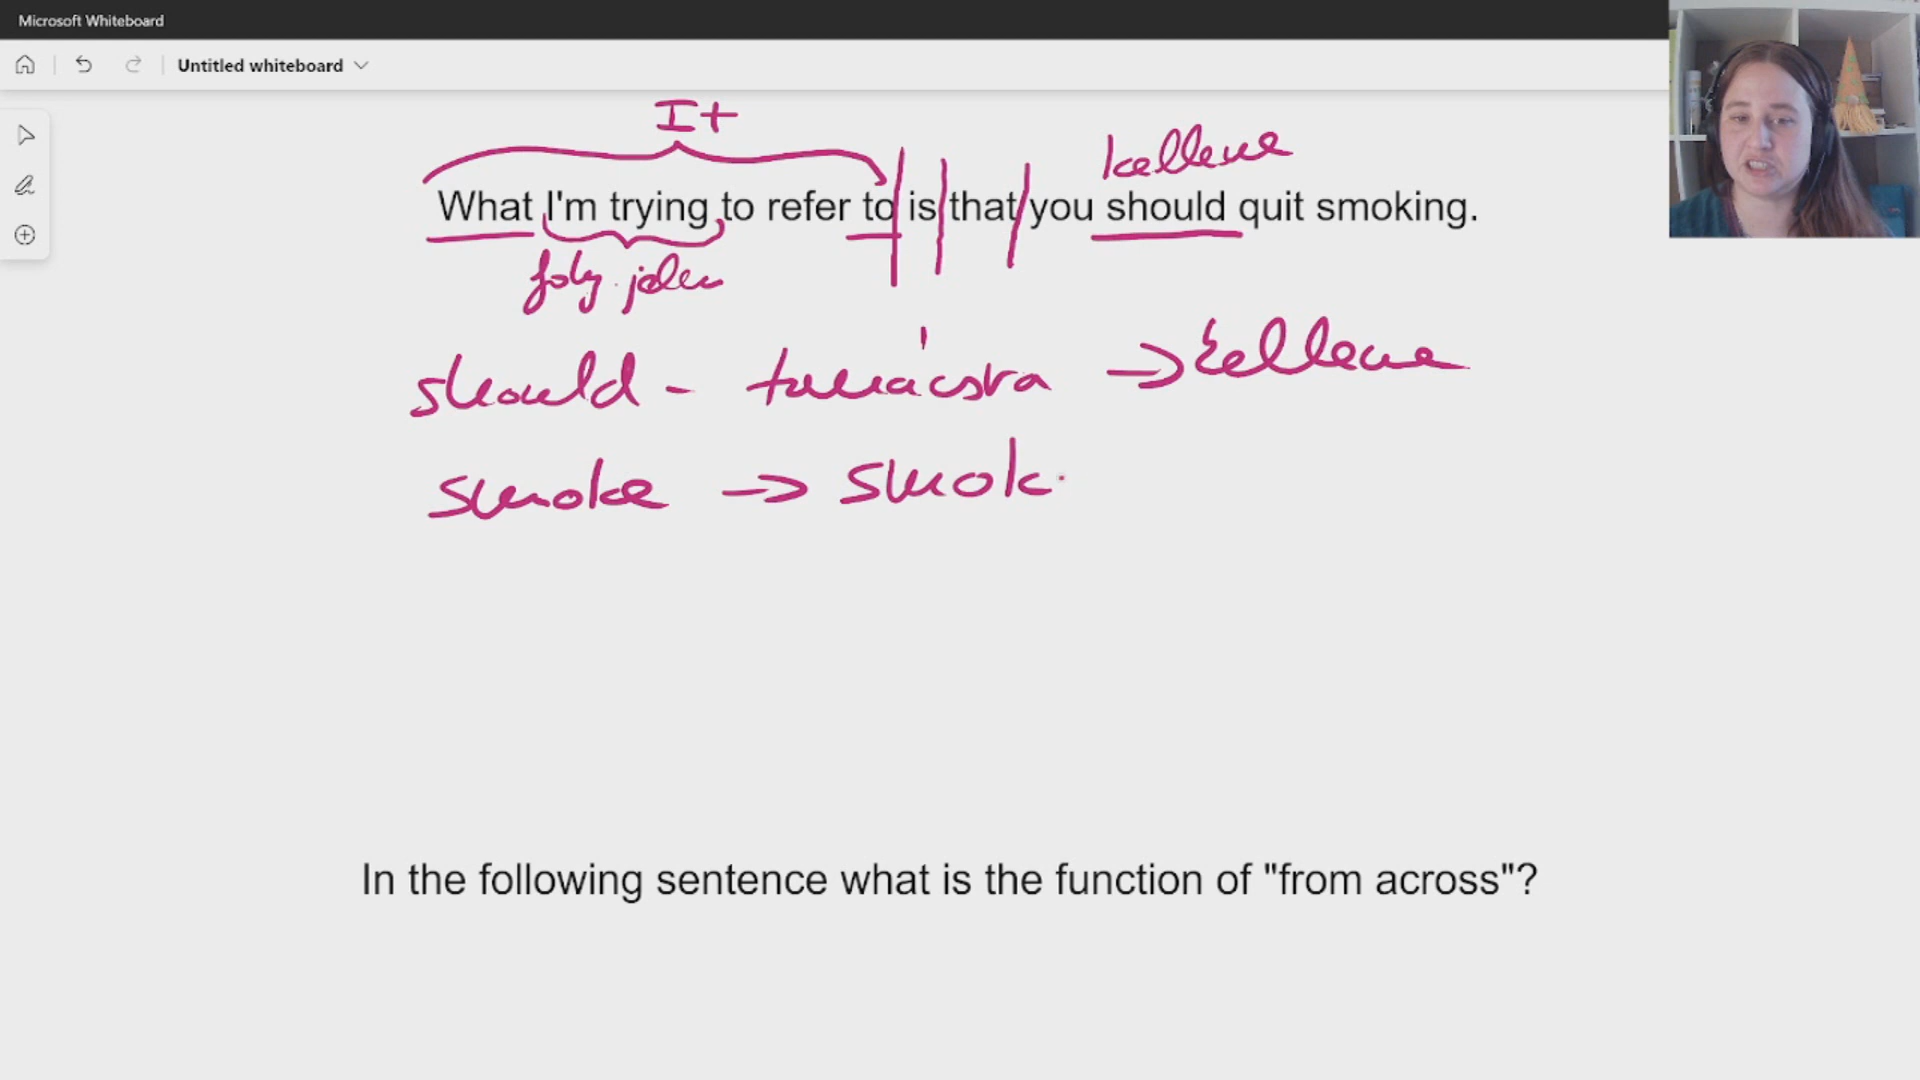 Microsoft Whiteboard
Untitled whiteboard
It
kellene
What I'm trying to refer to is that you should quit smoking.
foly. jelen
should - tanácsra → kellene
smoke → smok
In the following sentence what is the function of "from across"?